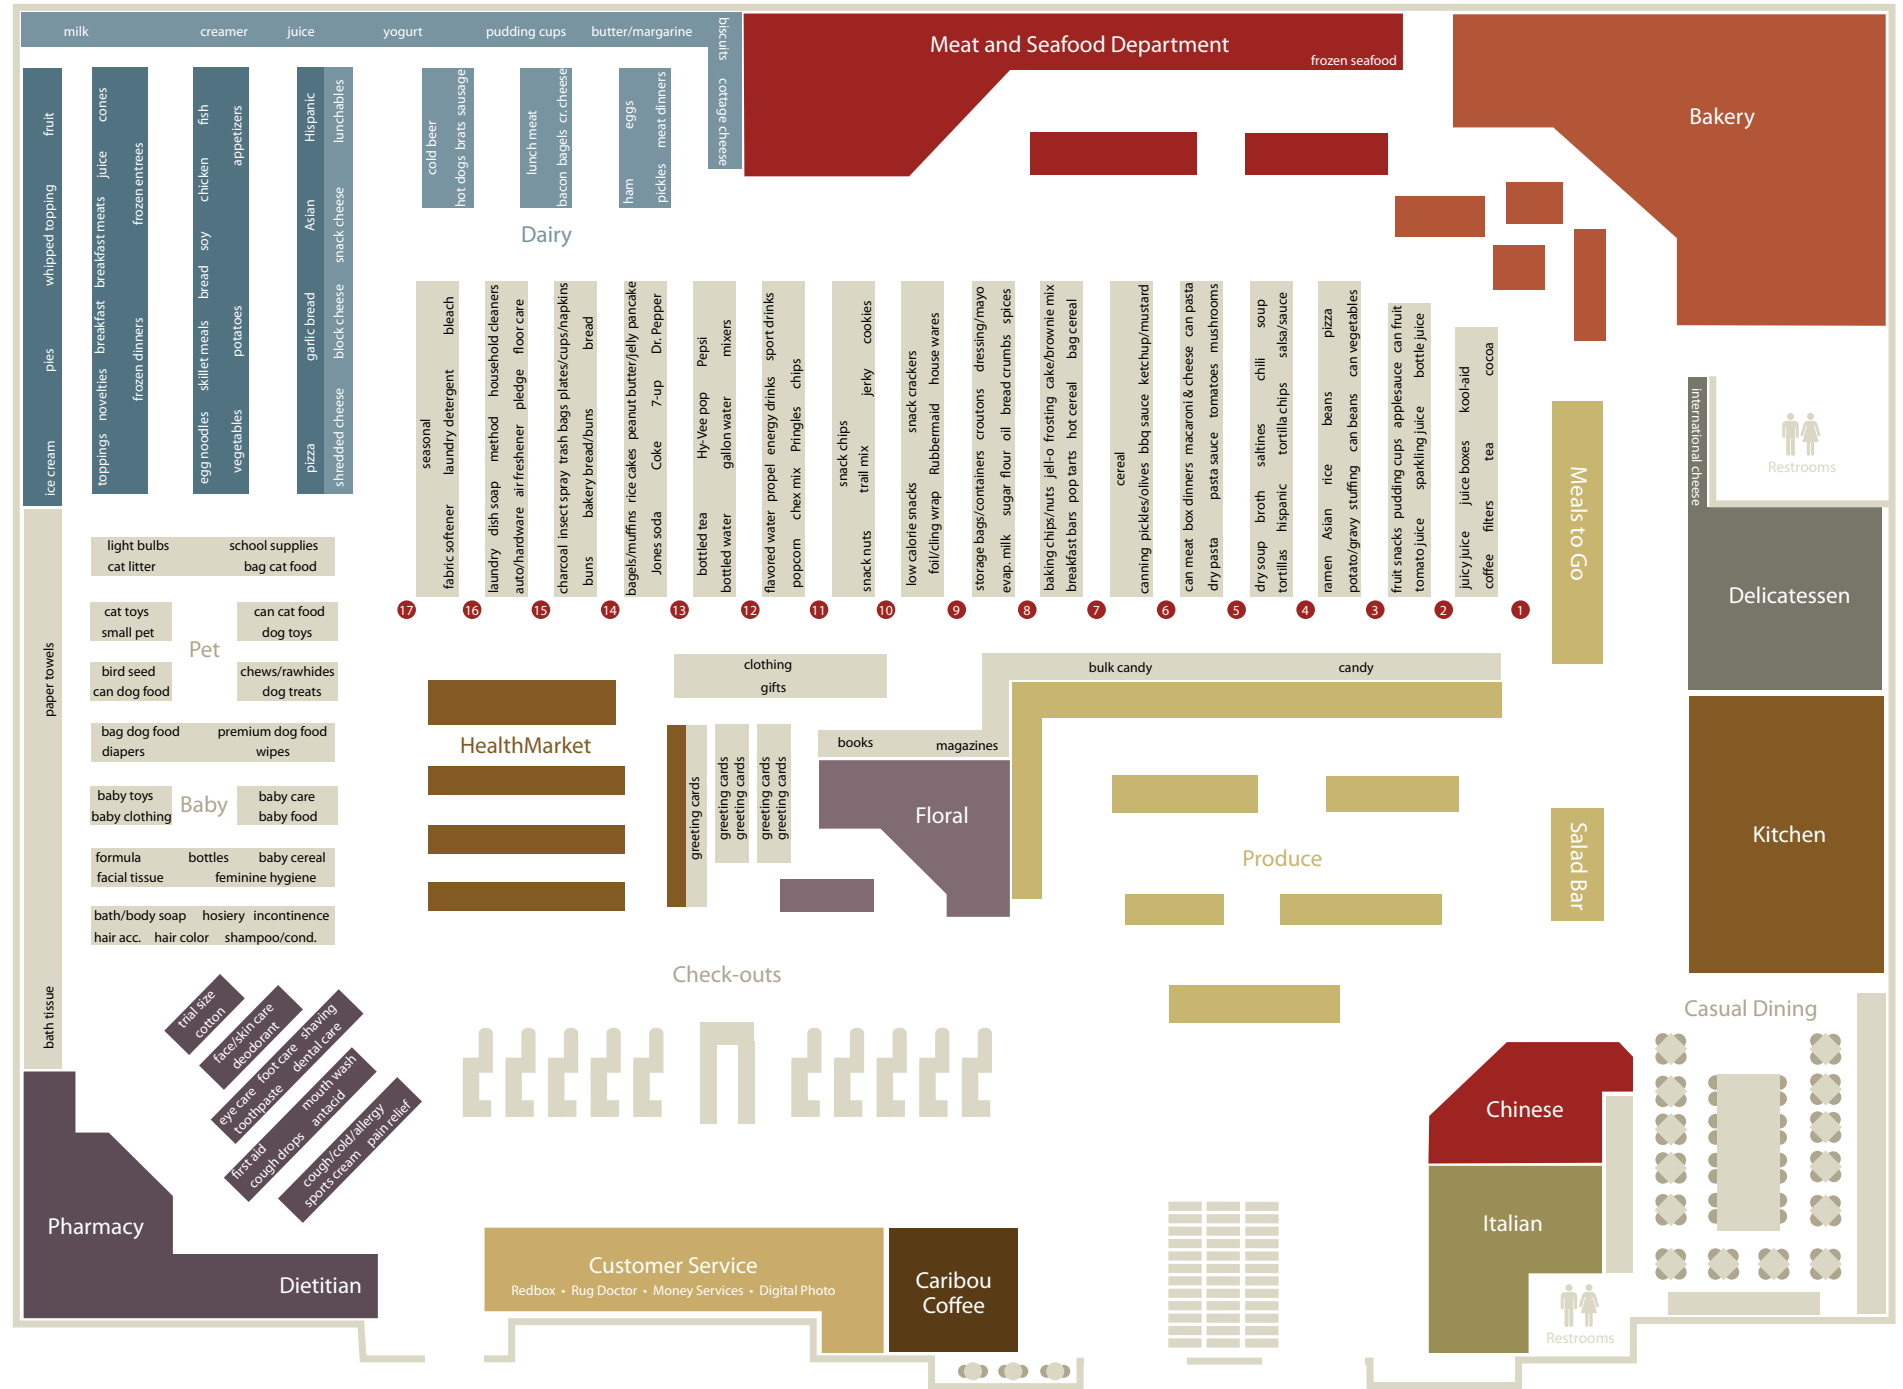 milk creamer juice yogurt pudding cups butter/margarine
biscuits cottage cheese
Meat and Seafood Department
frozen seafood
Bakery
ice cream pies whipped topping fruit
toppings novelties breakfast breakfast meats juice cones
frozen dinners frozen entrees
egg noodles skillet meals bread soy chicken fish
vegetables potatoes appetizers
pizza garlic bread Asian Hispanic
shredded cheese block cheese snack cheese lunchables
cold beer
hot dogs brats sausage
lunch meat
bacon bagels cr. cheese
ham eggs
pickles meat dinners
Dairy
seasonal
fabric softener laundry detergent bleach
laundry dish soap method household cleaners
auto/hardware air freshener pledge floor care
charcoal insect spray trash bags plates/cups/napkins
buns bakery bread/buns bread
bagels/muffins rice cakes peanut butter/jelly pancake
Jones soda Coke 7-up Dr. Pepper
bottled tea Hy-Vee pop Pepsi
bottled water gallon water mixers
flavored water propel energy drinks sport drinks
popcorn chex mix Pringles chips
snack chips
snack nuts trail mix jerky cookies
low calorie snacks snack crackers
foil/cling wrap Rubbermaid house wares
storage bags/containers croutons dressing/mayo
evap. milk sugar flour oil bread crumbs spices
baking chips/nuts jell-o frosting cake/brownie mix
breakfast bars pop tarts hot cereal bag cereal
cereal
canning pickles/olives bbq sauce ketchup/mustard
can meat box dinners macaroni & cheese can pasta
dry pasta pasta sauce tomatoes mushrooms
dry soup broth saltines chili soup
tortillas hispanic tortilla chips salsa/sauce
ramen Asian rice beans pizza
potato/gravy stuffing can beans can vegetables
fruit snacks pudding cups applesauce can fruit
tomato juice sparkling juice bottle juice
juicy juice juice boxes kool-aid
coffee filters tea cocoa
17 16 15 14 13 12 11 10 9 8 7 6 5 4 3 2 1
Meals to Go
international cheese
Restrooms
Delicatessen
paper towels
bath tissue
light bulbs school supplies
cat litter bag cat food
cat toys can cat food
small pet dog toys
Pet
bird seed chews/rawhides
can dog food dog treats
bag dog food premium dog food
diapers wipes
baby toys baby care
Baby
baby clothing baby food
formula bottles baby cereal
facial tissue feminine hygiene
bath/body soap hosiery incontinence
hair acc. hair color shampoo/cond.
HealthMarket
clothing
gifts
greeting cards
greeting cards
greeting cards
greeting cards
greeting cards
books magazines
bulk candy candy
Floral
Produce
Salad Bar
Kitchen
Check-outs
Casual Dining
trial size
cotton
face/skin care
deodorant
eye care foot care shaving
toothpaste dental care
first aid mouth wash
cough drops antacid
cough/cold/allergy
sports cream pain relief
Pharmacy
Dietitian
Customer Service
Redbox • Rug Doctor • Money Services • Digital Photo
Caribou
Coffee
Chinese
Italian
Restrooms